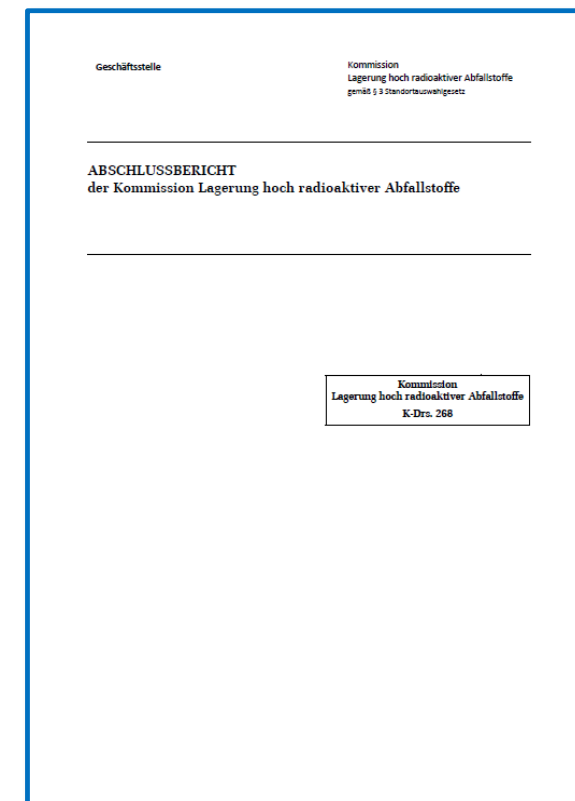 Geschäftsstelle
Kommission
Lagerung hoch radioaktiver Abfallstoffe
gemäß § 3 Standortauswahlgesetz
ABSCHLUSSBERICHT
der Kommission Lagerung hoch radioaktiver Abfallstoffe
Kommission
Lagerung hoch radioaktiver Abfallstoffe
K-Drs. 268